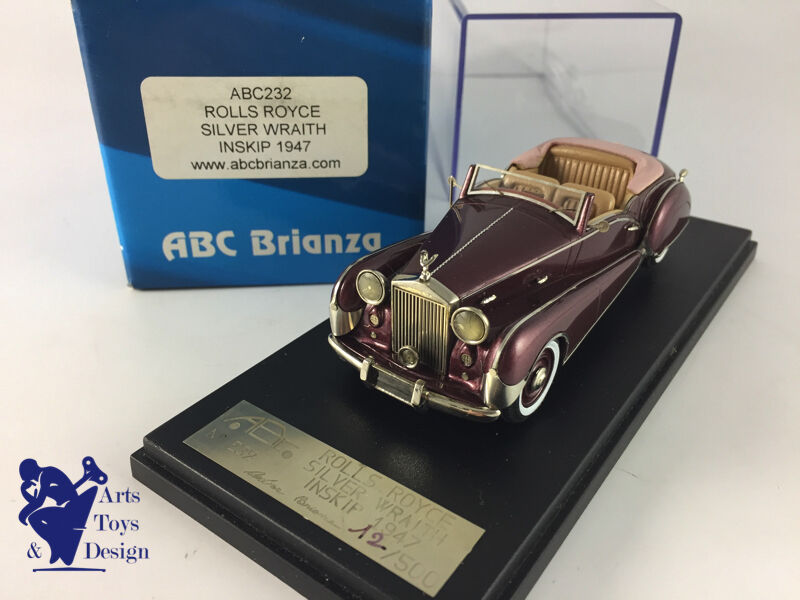 ABC232
ROLLS ROYCE
SILVER WRAITH
INSKIP 1947
www.abcbrianza.com
ABC Brianza
ROLLS ROYCE
SILVER WRAITH
INSKIP 1947
12/500
Arts
Toys
& Design